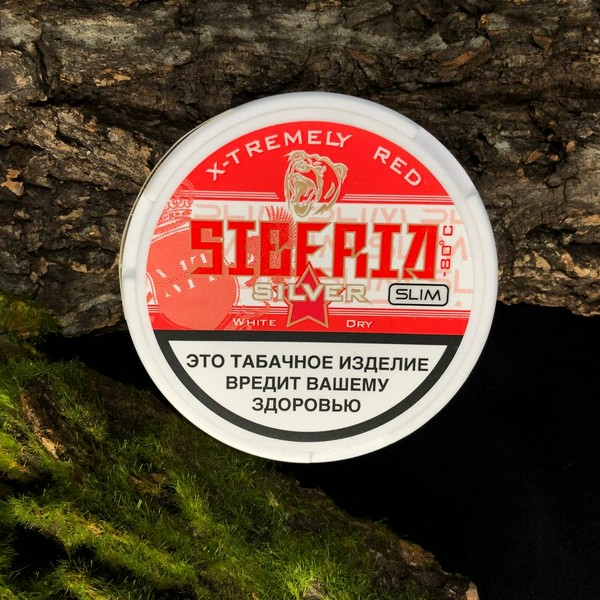 X-TREMELY RED
SIBERIA
-80°C
SILVER
SLIM
WHITE DRY
ЭТО ТАБАЧНОЕ ИЗДЕЛИЕ
ВРЕДИТ ВАШЕМУ
ЗДОРОВЬЮ